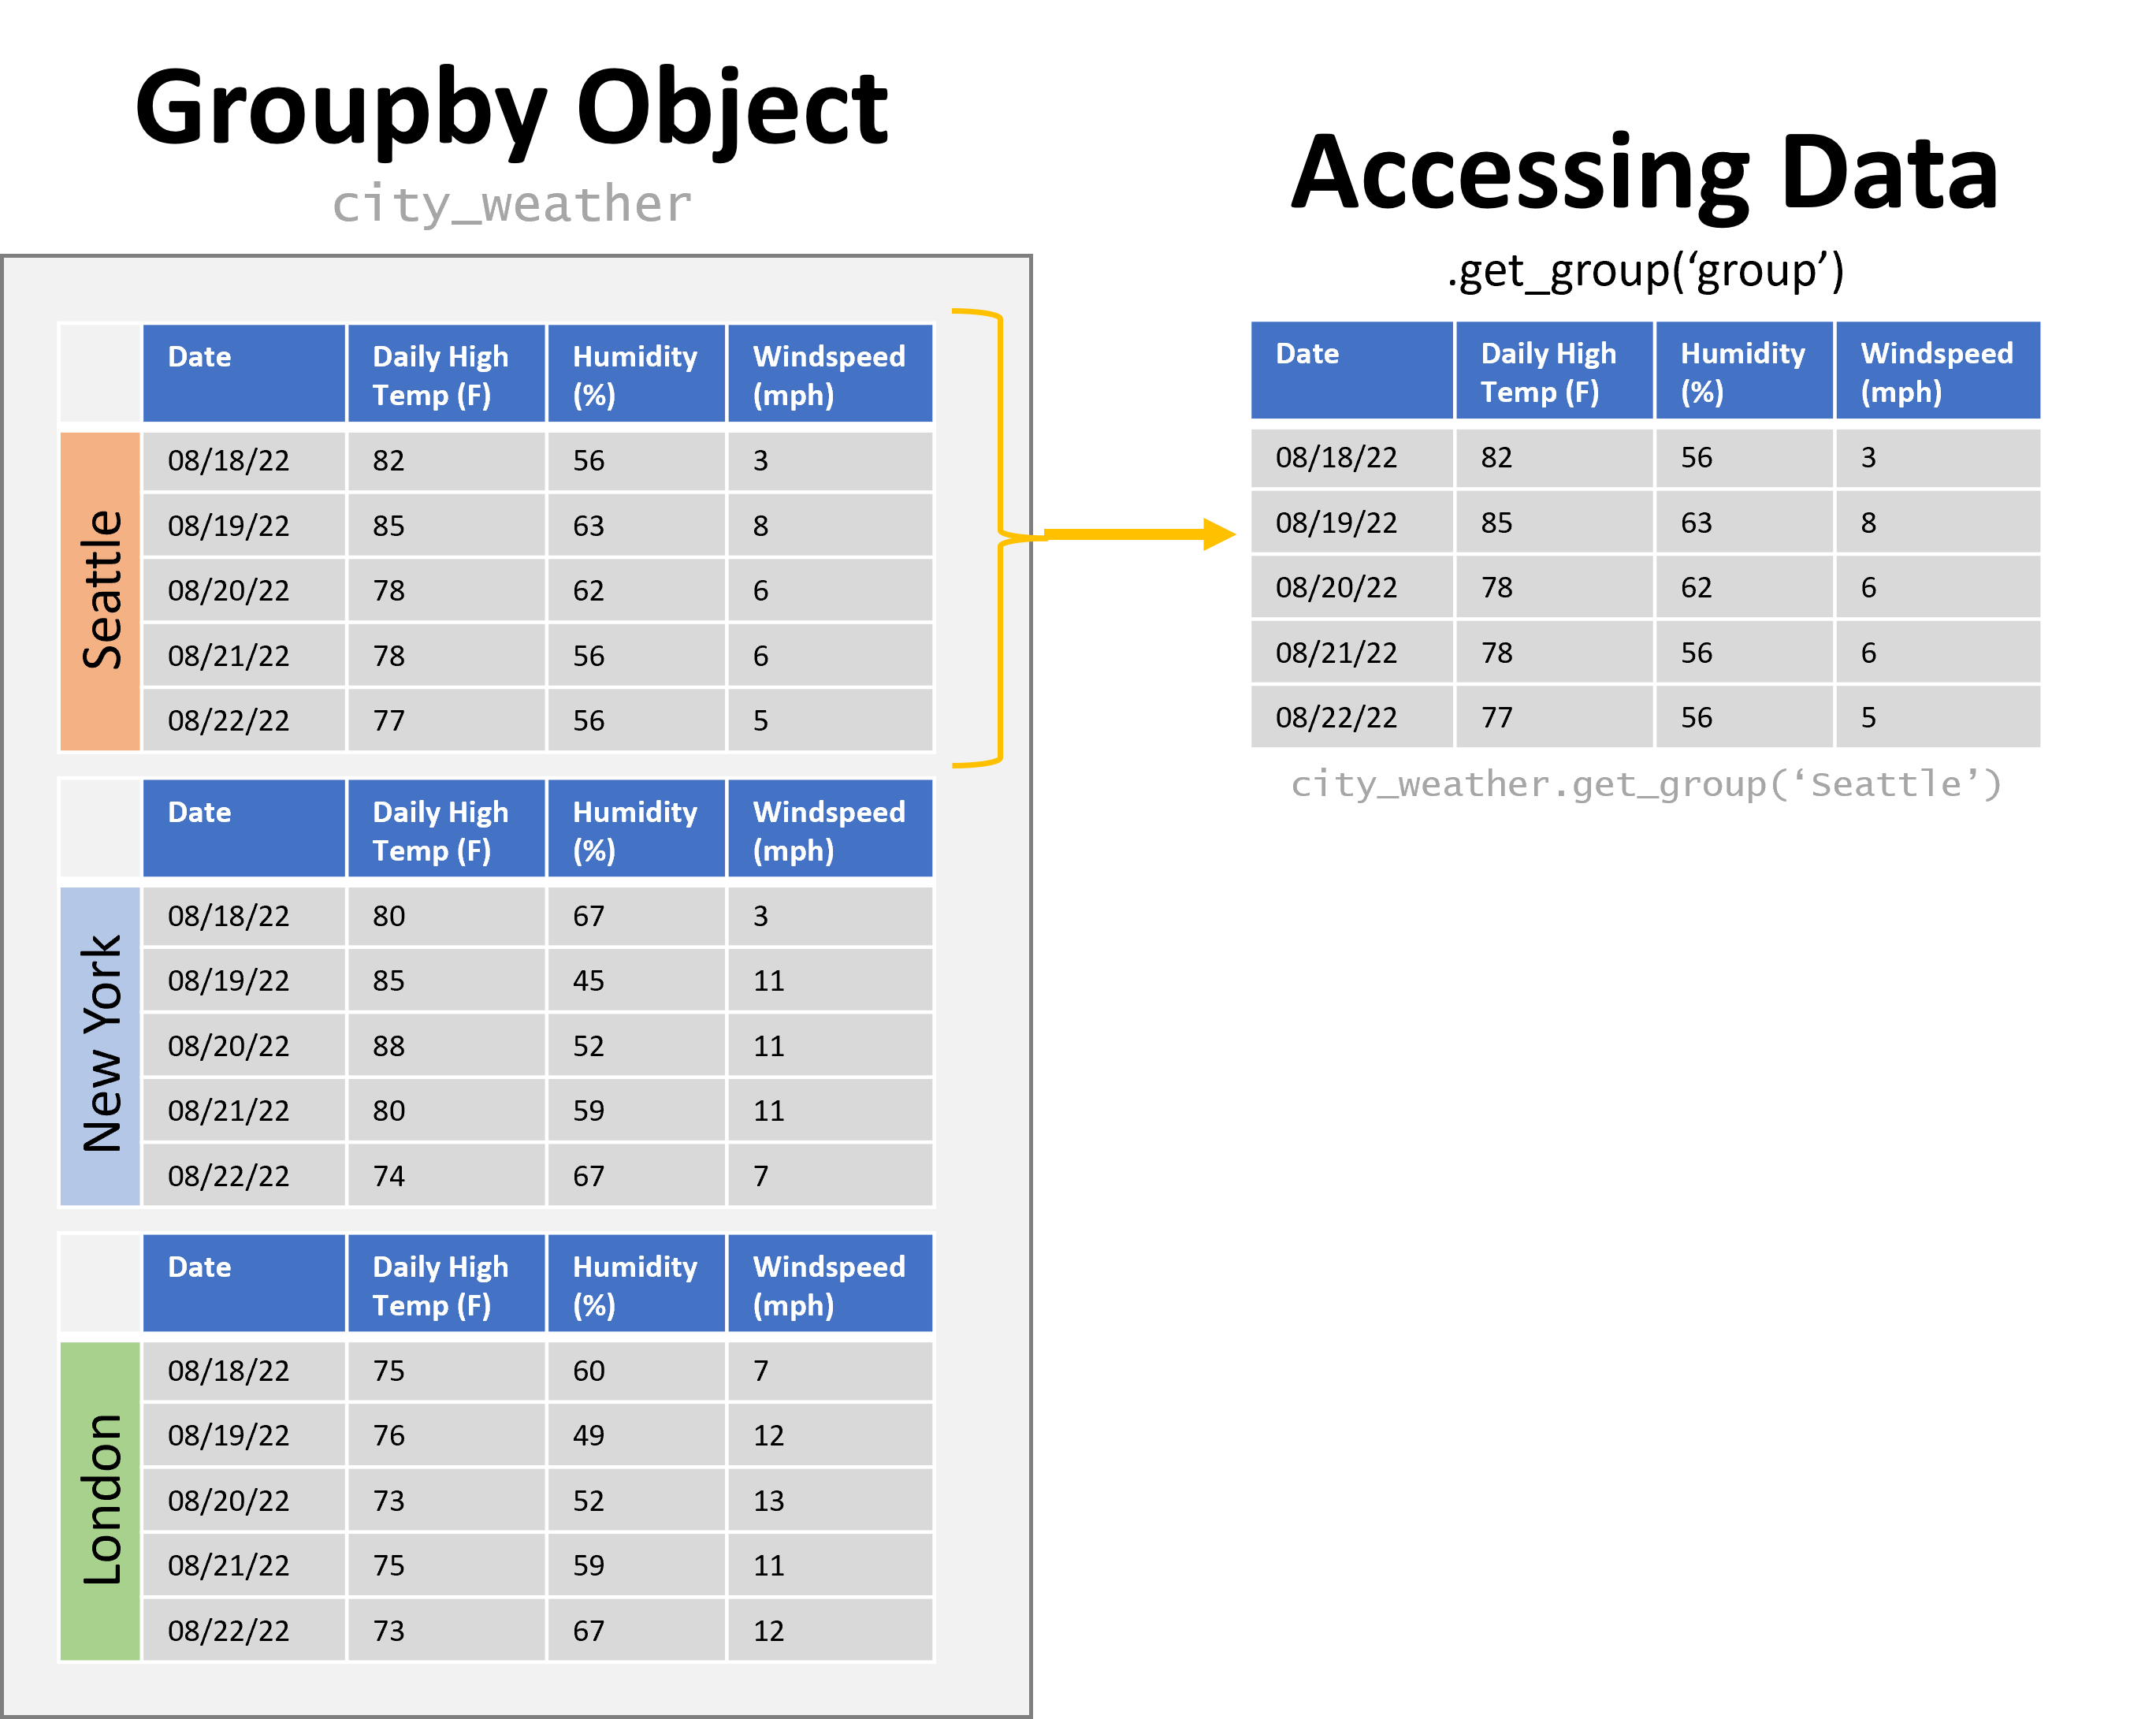 Groupby Object
city_weather
Date Daily High Temp (F) Humidity (%) Windspeed (mph)
Seattle
08/18/22 82 56 3
08/19/22 85 63 8
08/20/22 78 62 6
08/21/22 78 56 6
08/22/22 77 56 5
Date Daily High Temp (F) Humidity (%) Windspeed (mph)
New York
08/18/22 80 67 3
08/19/22 85 45 11
08/20/22 88 52 11
08/21/22 80 59 11
08/22/22 74 67 7
Date Daily High Temp (F) Humidity (%) Windspeed (mph)
London
08/18/22 75 60 7
08/19/22 76 49 12
08/20/22 73 52 13
08/21/22 75 59 11
08/22/22 73 67 12
Accessing Data
.get_group(‘group’)
Date Daily High Temp (F) Humidity (%) Windspeed (mph)
08/18/22 82 56 3
08/19/22 85 63 8
08/20/22 78 62 6
08/21/22 78 56 6
08/22/22 77 56 5
city_weather.get_group(‘Seattle’)